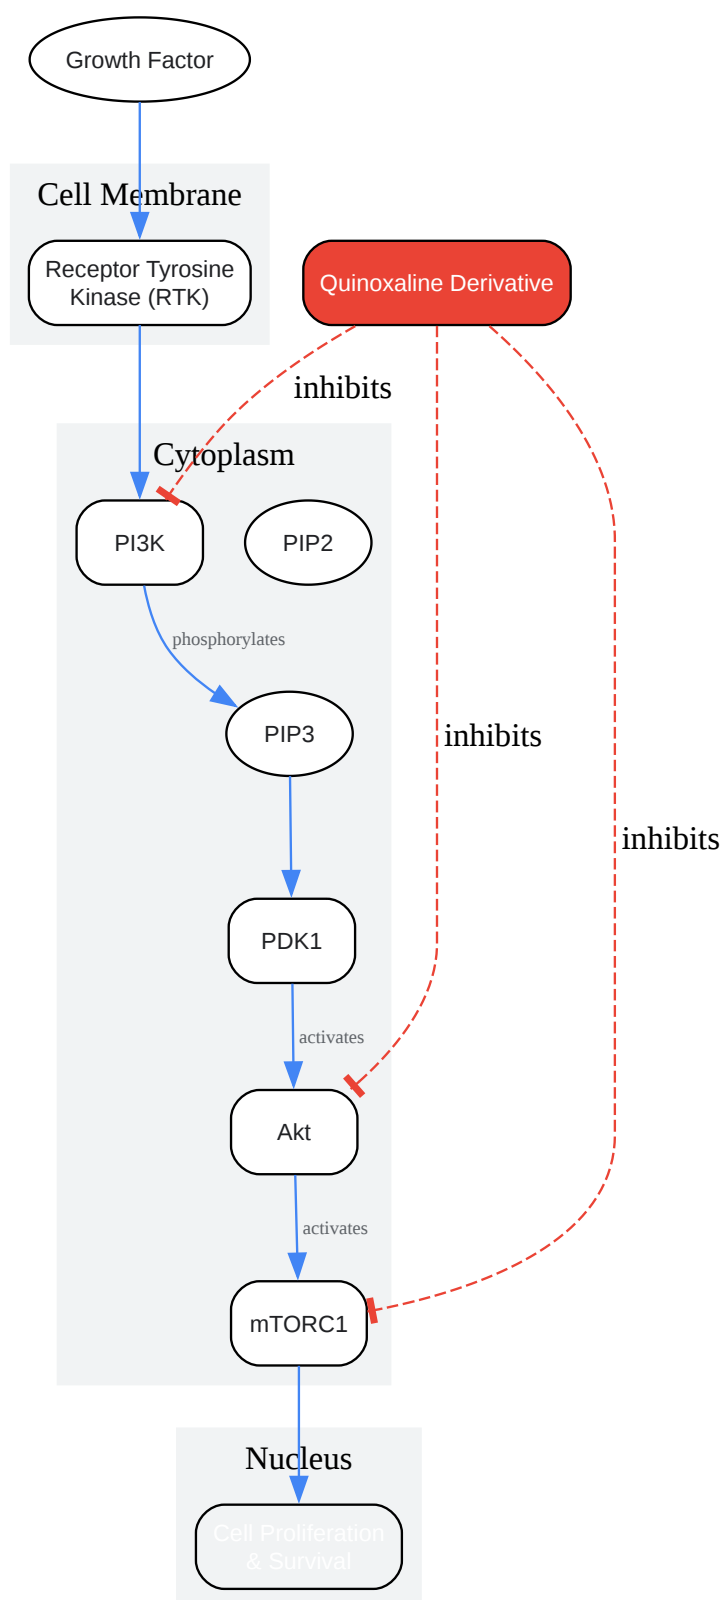 Growth Factor
Cell Membrane
Receptor Tyrosine
Kinase (RTK)
Quinoxaline Derivative
inhibits
Cytoplasm
PI3K
PIP2
phosphorylates
PIP3
inhibits
inhibits
PDK1
activates
Akt
activates
mTORC1
Nucleus
Cell Proliferation
& Survival